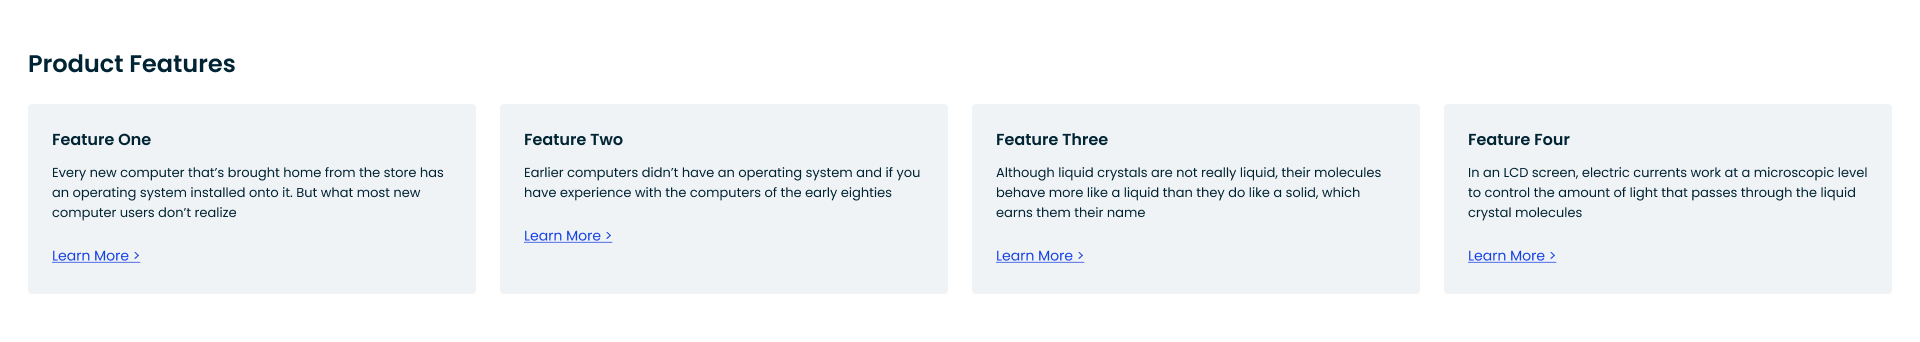 Product Features
Feature One
Every new computer that’s brought home from the store has
an operating system installed onto it. But what most new
computer users don’t realize
Learn More >
Feature Two
Earlier computers didn’t have an operating system and if you
have experience with the computers of the early eighties
Learn More >
Feature Three
Although liquid crystals are not really liquid, their molecules
behave more like a liquid than they do like a solid, which
earns them their name
Learn More >
Feature Four
In an LCD screen, electric currents work at a microscopic level
to control the amount of light that passes through the liquid
crystal molecules
Learn More >